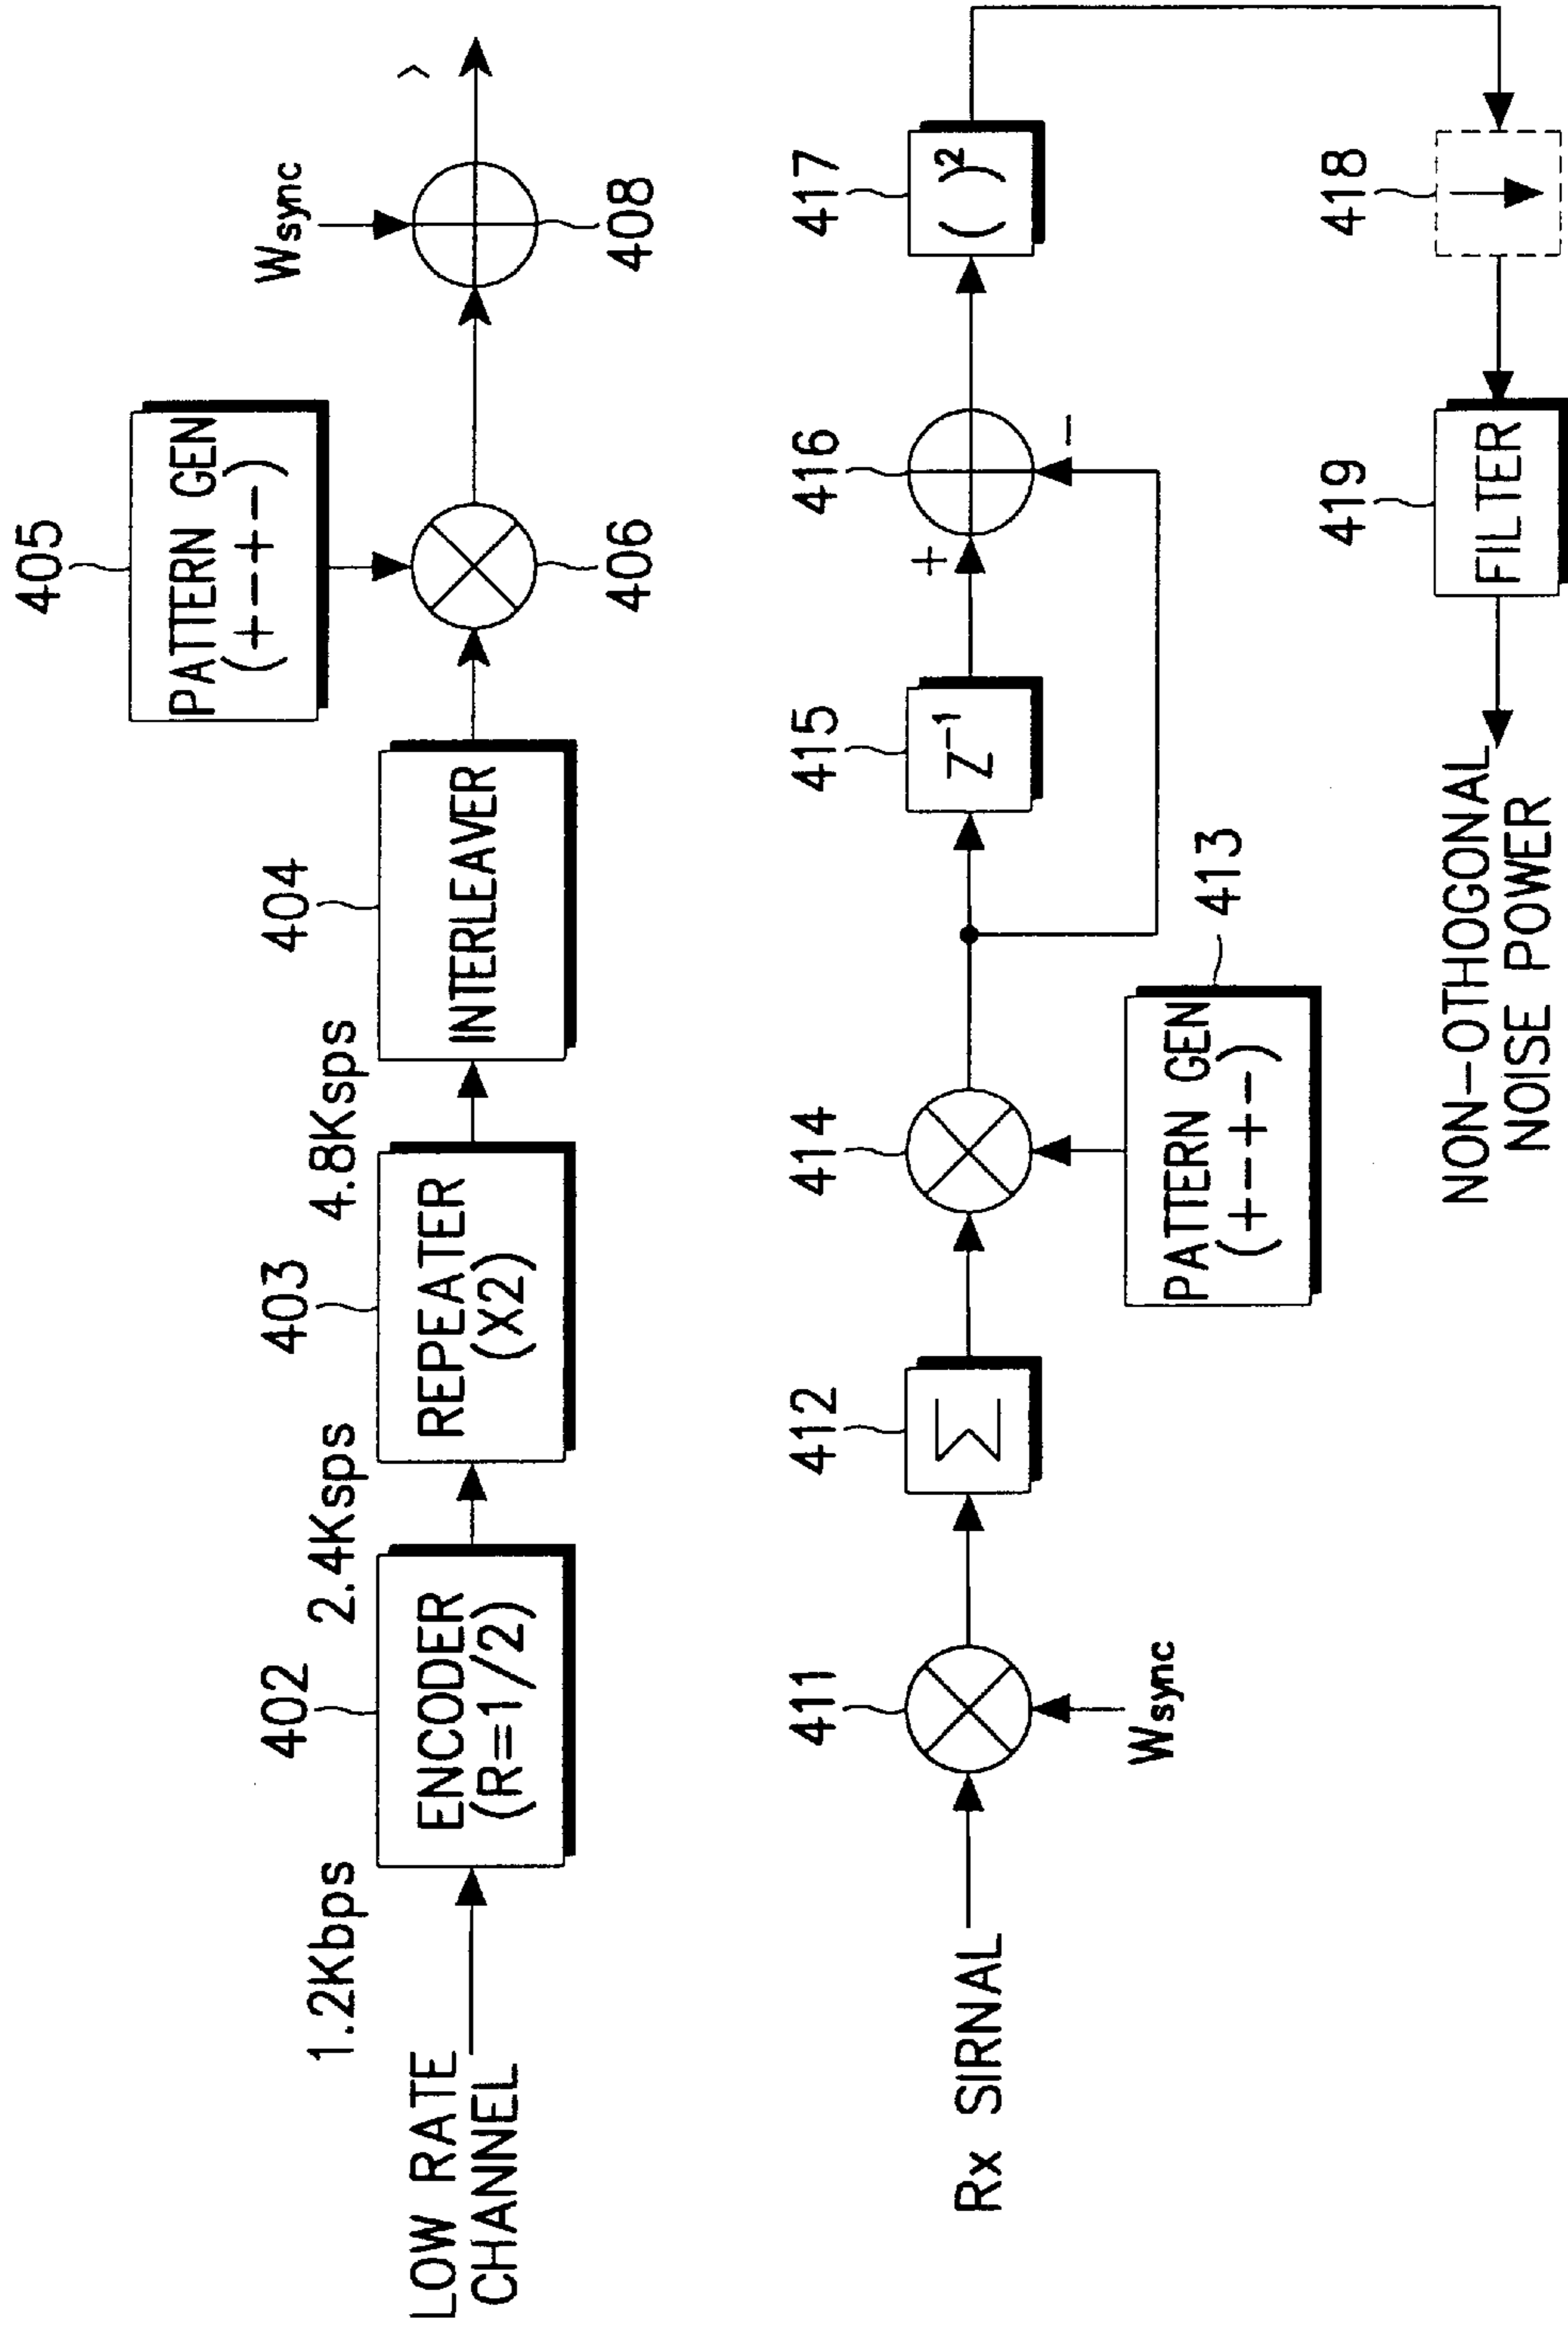 405
PATTERN GEN
(+--+-)
Wsync
402
403
404
1.2Kbps
2.4Ksps
4.8Ksps
LOW RATE
CHANNEL
ENCODER
(R=1/2)
REPEATER
(X2)
INTERLEAVER
406
408
411
412
414
415
416
417
Rx SIRNAL
Σ
Z⁻¹
+
-
( )²
Wsync
PATTERN GEN
(+--+-)
413
419
418
FILTER
NON-OTHOGONAL
NOISE POWER